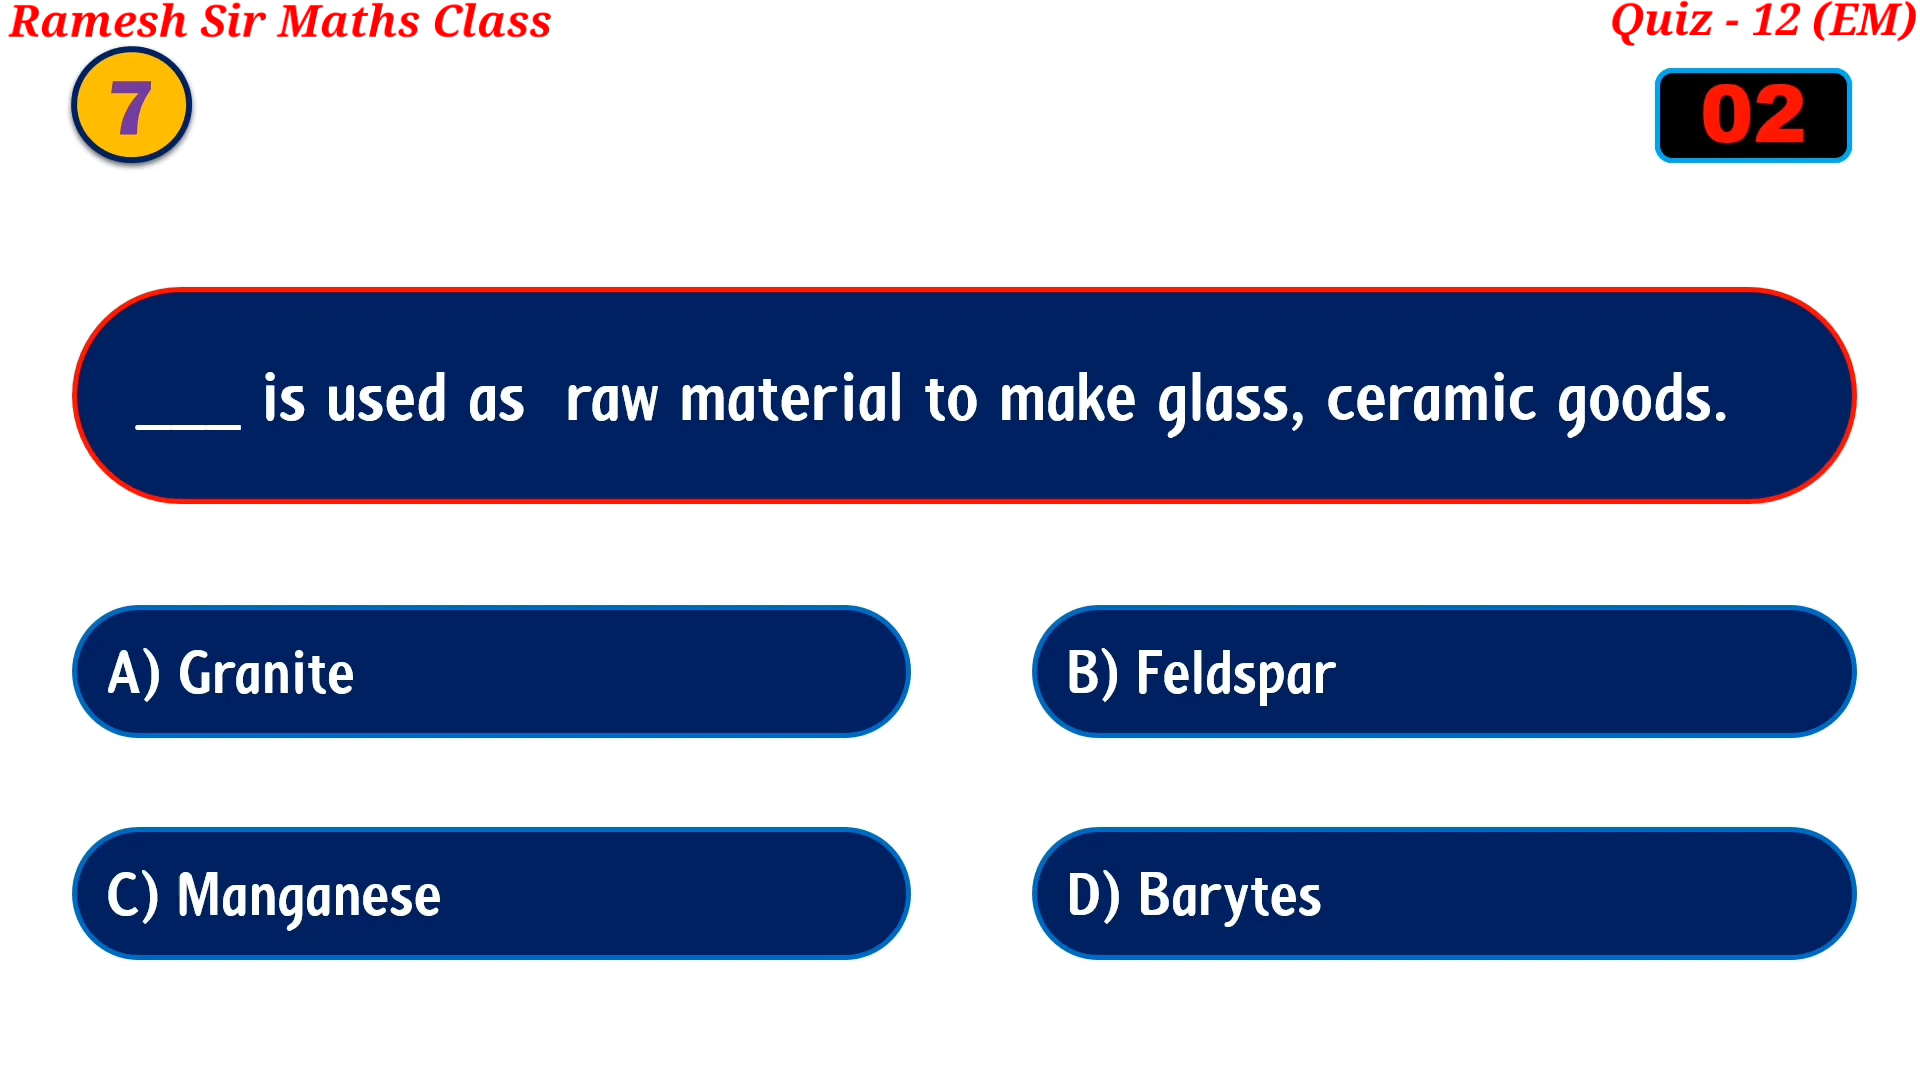 Ramesh Sir Maths Class
Quiz - 12 (EM)
7
02
___ is used as  raw material to make glass, ceramic goods.
A) Granite
B) Feldspar
C) Manganese
D) Barytes